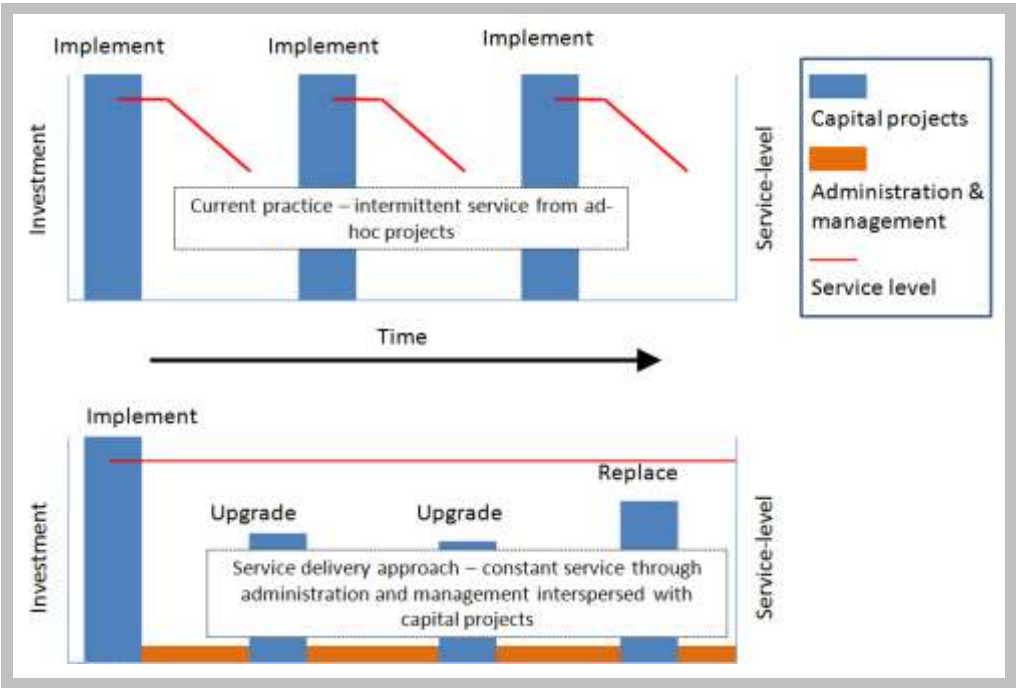 Implement
Implement
Implement
Investment
Service-level
Current practice – intermittent service from ad-
hoc projects
Capital projects
Administration &
management
Service level
Time
Implement
Replace
Upgrade
Upgrade
Investment
Service-level
Service delivery approach – constant service through
administration and management interspersed with
capital projects